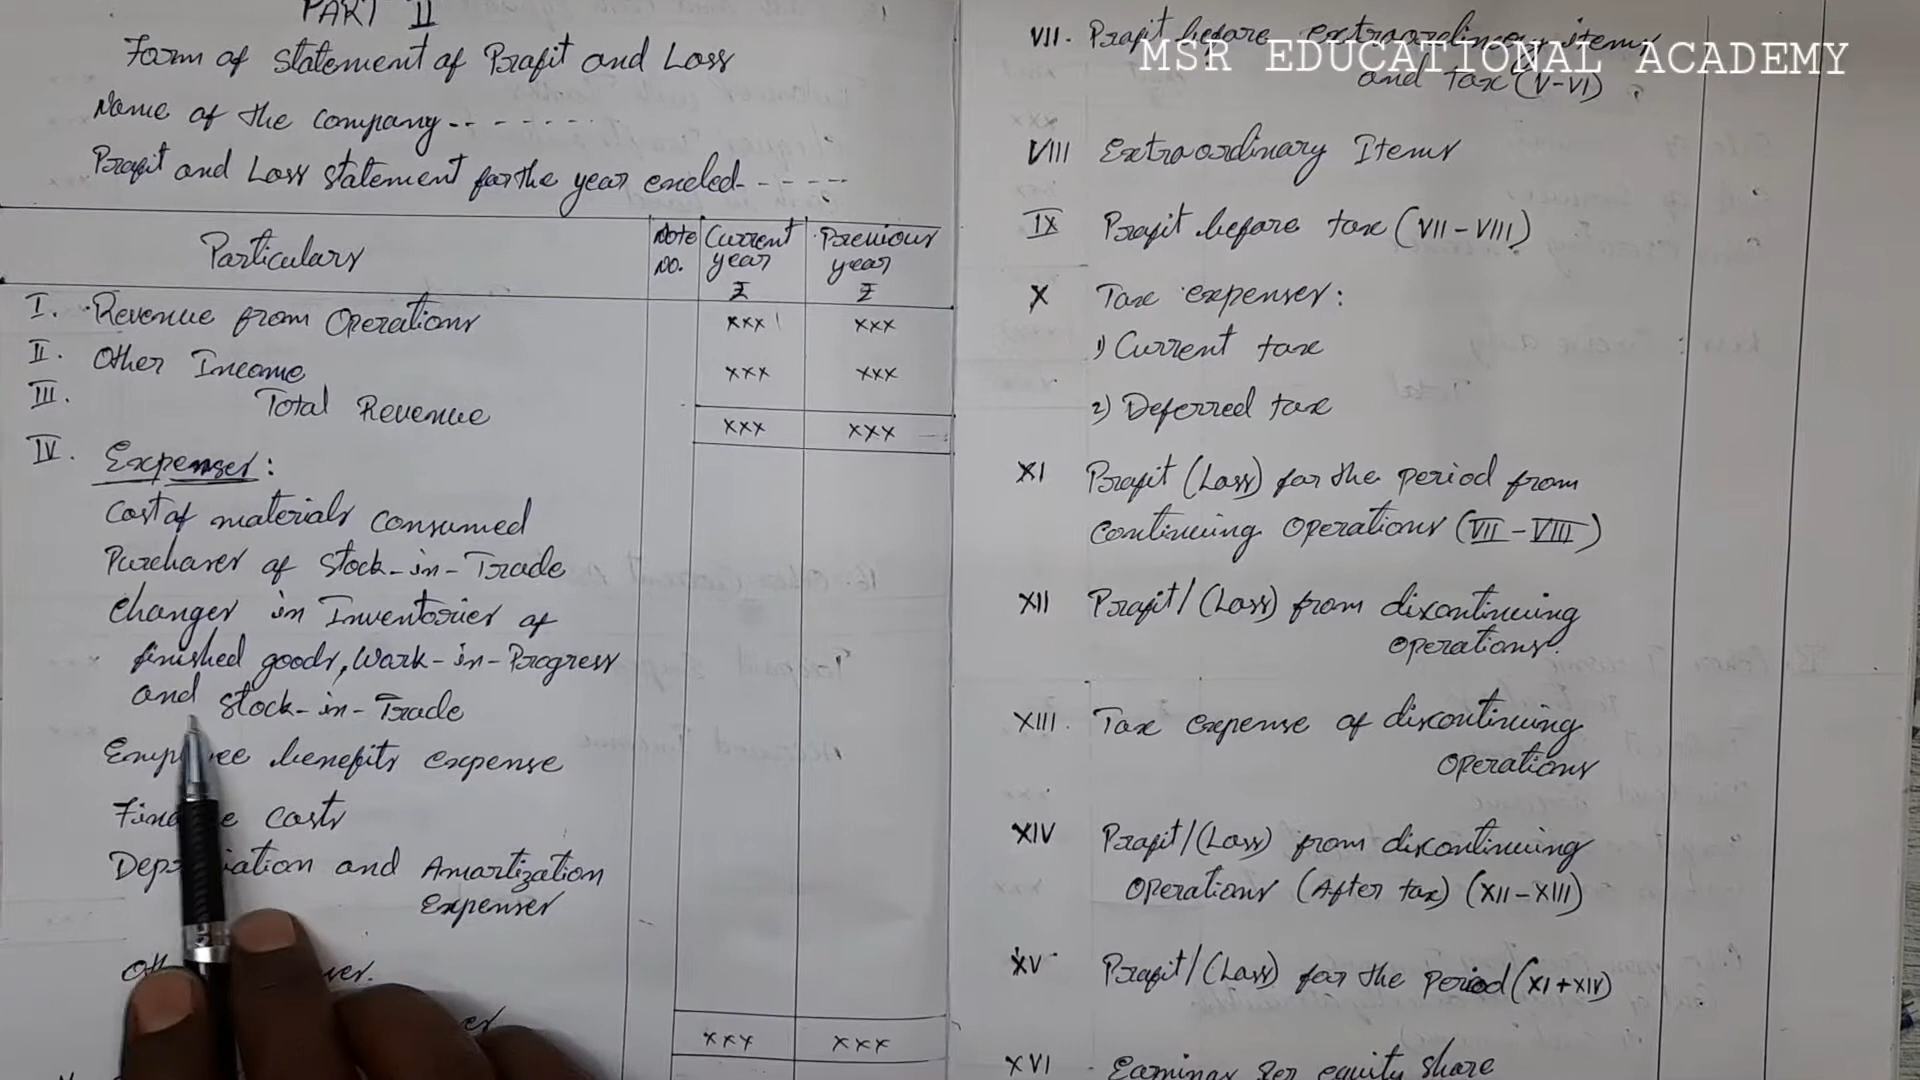 PART II
Form of Statement of Profit and Loss
Name of the Company -- - - - - - -
Profit and Loss statement for the year ended - - - - -
Particulars
Note No.
Current year ₹
Previous year ₹
I. Revenue from Operations xxx xxx
II. Other Income xxx xxx
III. Total Revenue xxx xxx
IV. Expenses:
Cost of materials consumed
Purchases of Stock-in-Trade
Changes in Inventories of
finished goods, Work-in-Progress
and Stock-in-Trade
benefits expense
costs
and Amortization
Expenses
xxx xxx
MSR EDUCATIONAL ACADEMY
VII. Profit before extraordinary items
and tax (V-VI)
VIII Extraordinary Items
IX Profit before tax (VII-VIII)
X Tax expenses:
1) Current tax
2) Deferred tax
XI Profit (Loss) for the period from
continuing Operations (VII-VIII)
XII Profit/(Loss) from discontinuing
Operations.
XIII. Tax expense of discontinuing
Operations
XIV Profit/(Loss) from discontinuing
Operations (After tax) (XII-XIII)
XV Profit/(Loss) for the Period (XI+XIV)
XVI Earnings Per equity share